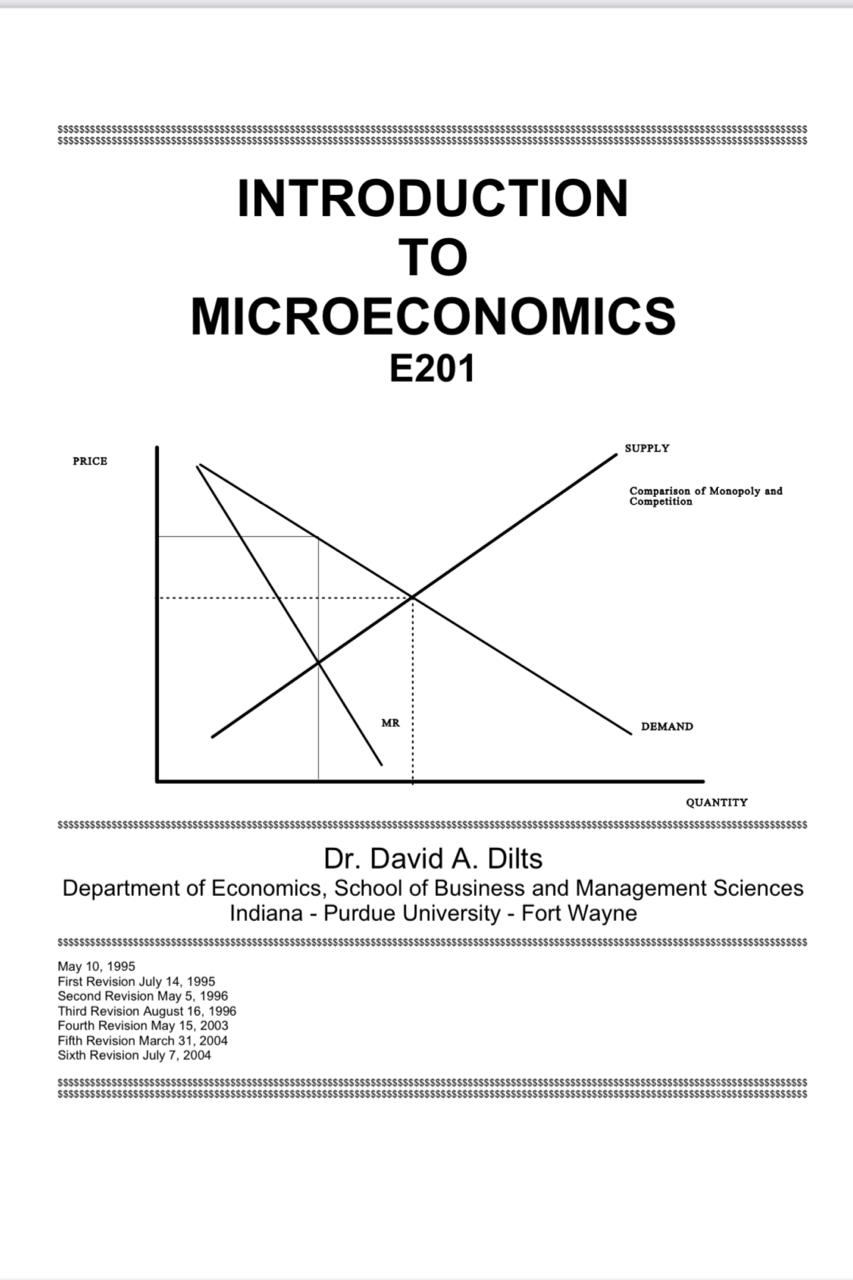 $$$$$$$$$$$$$$$$$$$$$$$$$$$$$$$$$$$$$$$$$$$$$$$$$$$$$$$$$$$$$$$$$$$$$$$$$$$$$$$$$$$$$$$$$$$$$$$$$$$$$$$$$$$$$$$$$$$$$$$$$$$$$$$$$$$$$$$
$$$$$$$$$$$$$$$$$$$$$$$$$$$$$$$$$$$$$$$$$$$$$$$$$$$$$$$$$$$$$$$$$$$$$$$$$$$$$$$$$$$$$$$$$$$$$$$$$$$$$$$$$$$$$$$$$$$$$$$$$$$$$$$$$$$$$$$
INTRODUCTION
TO
MICROECONOMICS
E201
SUPPLY
PRICE
Comparison of Monopoly and
Competition
MR
DEMAND
QUANTITY
$$$$$$$$$$$$$$$$$$$$$$$$$$$$$$$$$$$$$$$$$$$$$$$$$$$$$$$$$$$$$$$$$$$$$$$$$$$$$$$$$$$$$$$$$$$$$$$$$$$$$$$$$$$$$$$$$$$$$$$$$$$$$$$$$$$$$$$
Dr. David A. Dilts
Department of Economics, School of Business and Management Sciences
Indiana - Purdue University - Fort Wayne
$$$$$$$$$$$$$$$$$$$$$$$$$$$$$$$$$$$$$$$$$$$$$$$$$$$$$$$$$$$$$$$$$$$$$$$$$$$$$$$$$$$$$$$$$$$$$$$$$$$$$$$$$$$$$$$$$$$$$$$$$$$$$$$$$$$$$$$
May 10, 1995
First Revision July 14, 1995
Second Revision May 5, 1996
Third Revision August 16, 1996
Fourth Revision May 15, 2003
Fifth Revision March 31, 2004
Sixth Revision July 7, 2004
$$$$$$$$$$$$$$$$$$$$$$$$$$$$$$$$$$$$$$$$$$$$$$$$$$$$$$$$$$$$$$$$$$$$$$$$$$$$$$$$$$$$$$$$$$$$$$$$$$$$$$$$$$$$$$$$$$$$$$$$$$$$$$$$$$$$$$$
$$$$$$$$$$$$$$$$$$$$$$$$$$$$$$$$$$$$$$$$$$$$$$$$$$$$$$$$$$$$$$$$$$$$$$$$$$$$$$$$$$$$$$$$$$$$$$$$$$$$$$$$$$$$$$$$$$$$$$$$$$$$$$$$$$$$$$$